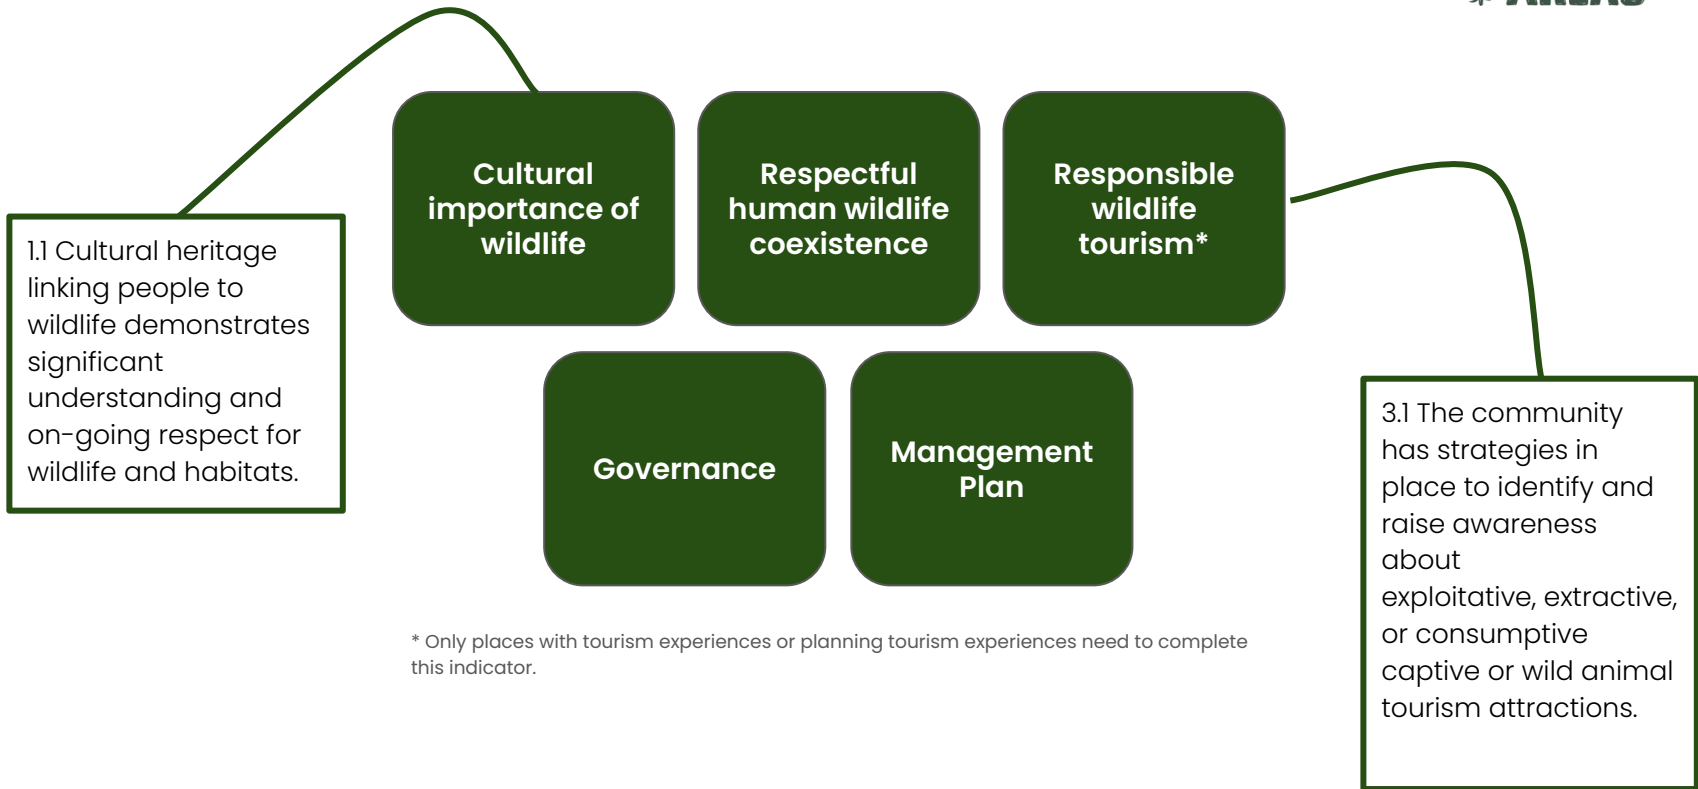 Cultural
importance of
wildlife
Respectful
human wildlife
coexistence
Responsible
wildlife
tourism*
1.1 Cultural heritage
linking people to
wildlife demonstrates
significant
understanding and
on-going respect for
wildlife and habitats.
Governance
Management
Plan
3.1 The community
has strategies in
place to identify and
raise awareness
about
exploitative, extractive,
or consumptive
captive or wild animal
tourism attractions.
* Only places with tourism experiences or planning tourism experiences need to complete
this indicator.